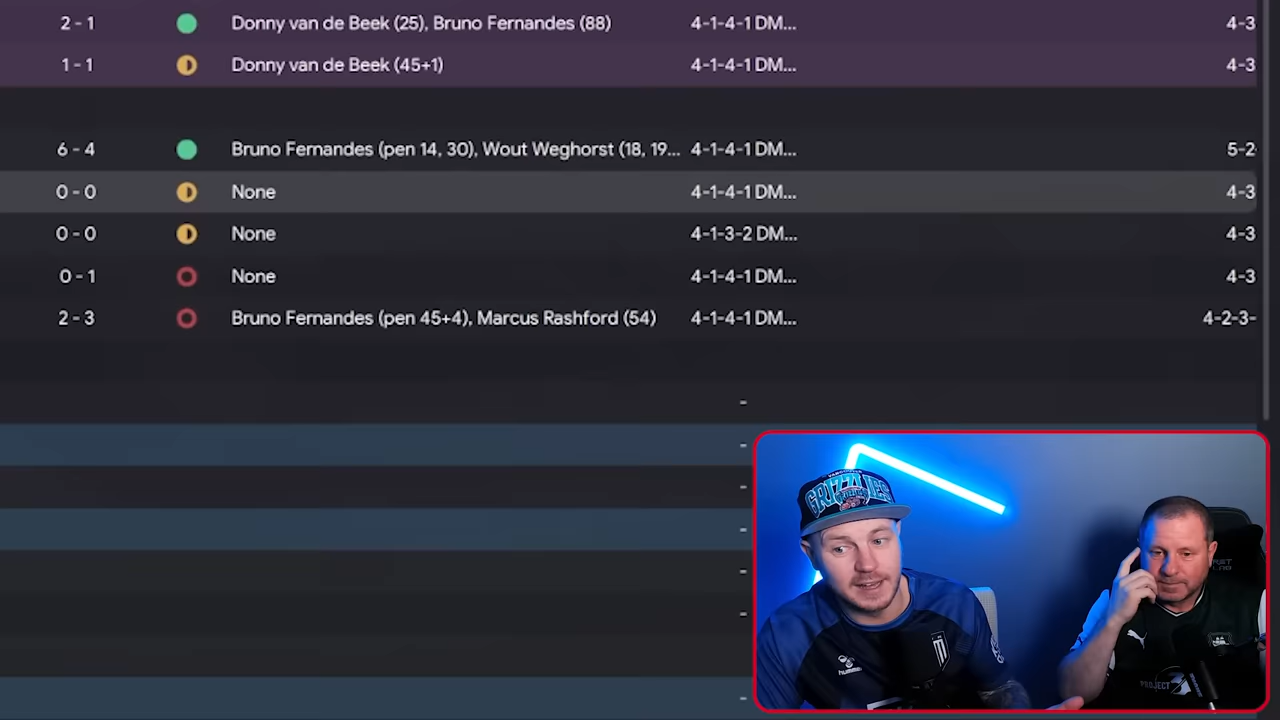 2 - 1 Donny van de Beek (25), Bruno Fernandes (88) 4-1-4-1 DM... 4-3
1 - 1 Donny van de Beek (45+1) 4-1-4-1 DM... 4-3
6 - 4 Bruno Fernandes (pen 14, 30), Wout Weghorst (18, 19... 4-1-4-1 DM... 5-2
0 - 0 None 4-1-4-1 DM... 4-3
0 - 0 None 4-1-3-2 DM... 4-3
0 - 1 None 4-1-4-1 DM... 4-3
2 - 3 Bruno Fernandes (pen 45+4), Marcus Rashford (54) 4-1-4-1 DM... 4-2-3-
-
-
-
-
-
-
-
GRIZZLIES
hummel
PROJECT